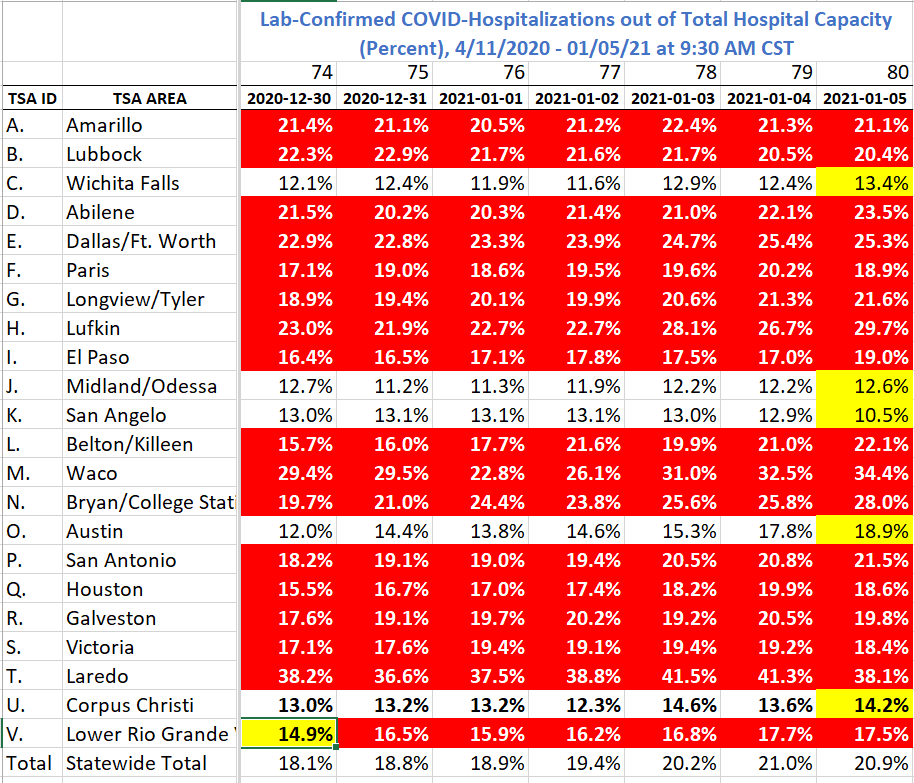 Lab-Confirmed COVID-Hospitalizations out of Total Hospital Capacity
(Percent), 4/11/2020 - 01/05/21 at 9:30 AM CST
74 75 76 77 78 79 80
TSA ID TSA AREA 2020-12-30 2020-12-31 2021-01-01 2021-01-02 2021-01-03 2021-01-04 2021-01-05
A. Amarillo 21.4% 21.1% 20.5% 21.2% 22.4% 21.3% 21.1%
B. Lubbock 22.3% 22.9% 21.7% 21.6% 21.7% 20.5% 20.4%
C. Wichita Falls 12.1% 12.4% 11.9% 11.6% 12.9% 12.4% 13.4%
D. Abilene 21.5% 20.2% 20.3% 21.4% 21.0% 22.1% 23.5%
E. Dallas/Ft. Worth 22.9% 22.8% 23.3% 23.9% 24.7% 25.4% 25.3%
F. Paris 17.1% 19.0% 18.6% 19.5% 19.6% 20.2% 18.9%
G. Longview/Tyler 18.9% 19.4% 20.1% 19.9% 20.6% 21.3% 21.6%
H. Lufkin 23.0% 21.9% 22.7% 22.7% 28.1% 26.7% 29.7%
I. El Paso 16.4% 16.5% 17.1% 17.8% 17.5% 17.0% 19.0%
J. Midland/Odessa 12.7% 11.2% 11.3% 11.9% 12.2% 12.2% 12.6%
K. San Angelo 13.0% 13.1% 13.1% 13.1% 13.0% 12.9% 10.5%
L. Belton/Killeen 15.7% 16.0% 17.7% 21.6% 19.9% 21.0% 22.1%
M. Waco 29.4% 29.5% 22.8% 26.1% 31.0% 32.5% 34.4%
N. Bryan/College Stati 19.7% 21.0% 24.4% 23.8% 25.6% 25.8% 28.0%
O. Austin 12.0% 14.4% 13.8% 14.6% 15.3% 17.8% 18.9%
P. San Antonio 18.2% 19.1% 19.0% 19.4% 20.5% 20.8% 21.5%
Q. Houston 15.5% 16.7% 17.0% 17.4% 18.2% 19.9% 18.6%
R. Galveston 17.6% 19.1% 19.7% 20.2% 19.2% 20.5% 19.8%
S. Victoria 17.1% 17.6% 19.4% 19.1% 19.4% 19.2% 18.4%
T. Laredo 38.2% 36.6% 37.5% 38.8% 41.5% 41.3% 38.1%
U. Corpus Christi 13.0% 13.2% 13.2% 12.3% 14.6% 13.6% 14.2%
V. Lower Rio Grande 14.9% 16.5% 15.9% 16.2% 16.8% 17.7% 17.5%
Total Statewide Total 18.1% 18.8% 18.9% 19.4% 20.2% 21.0% 20.9%